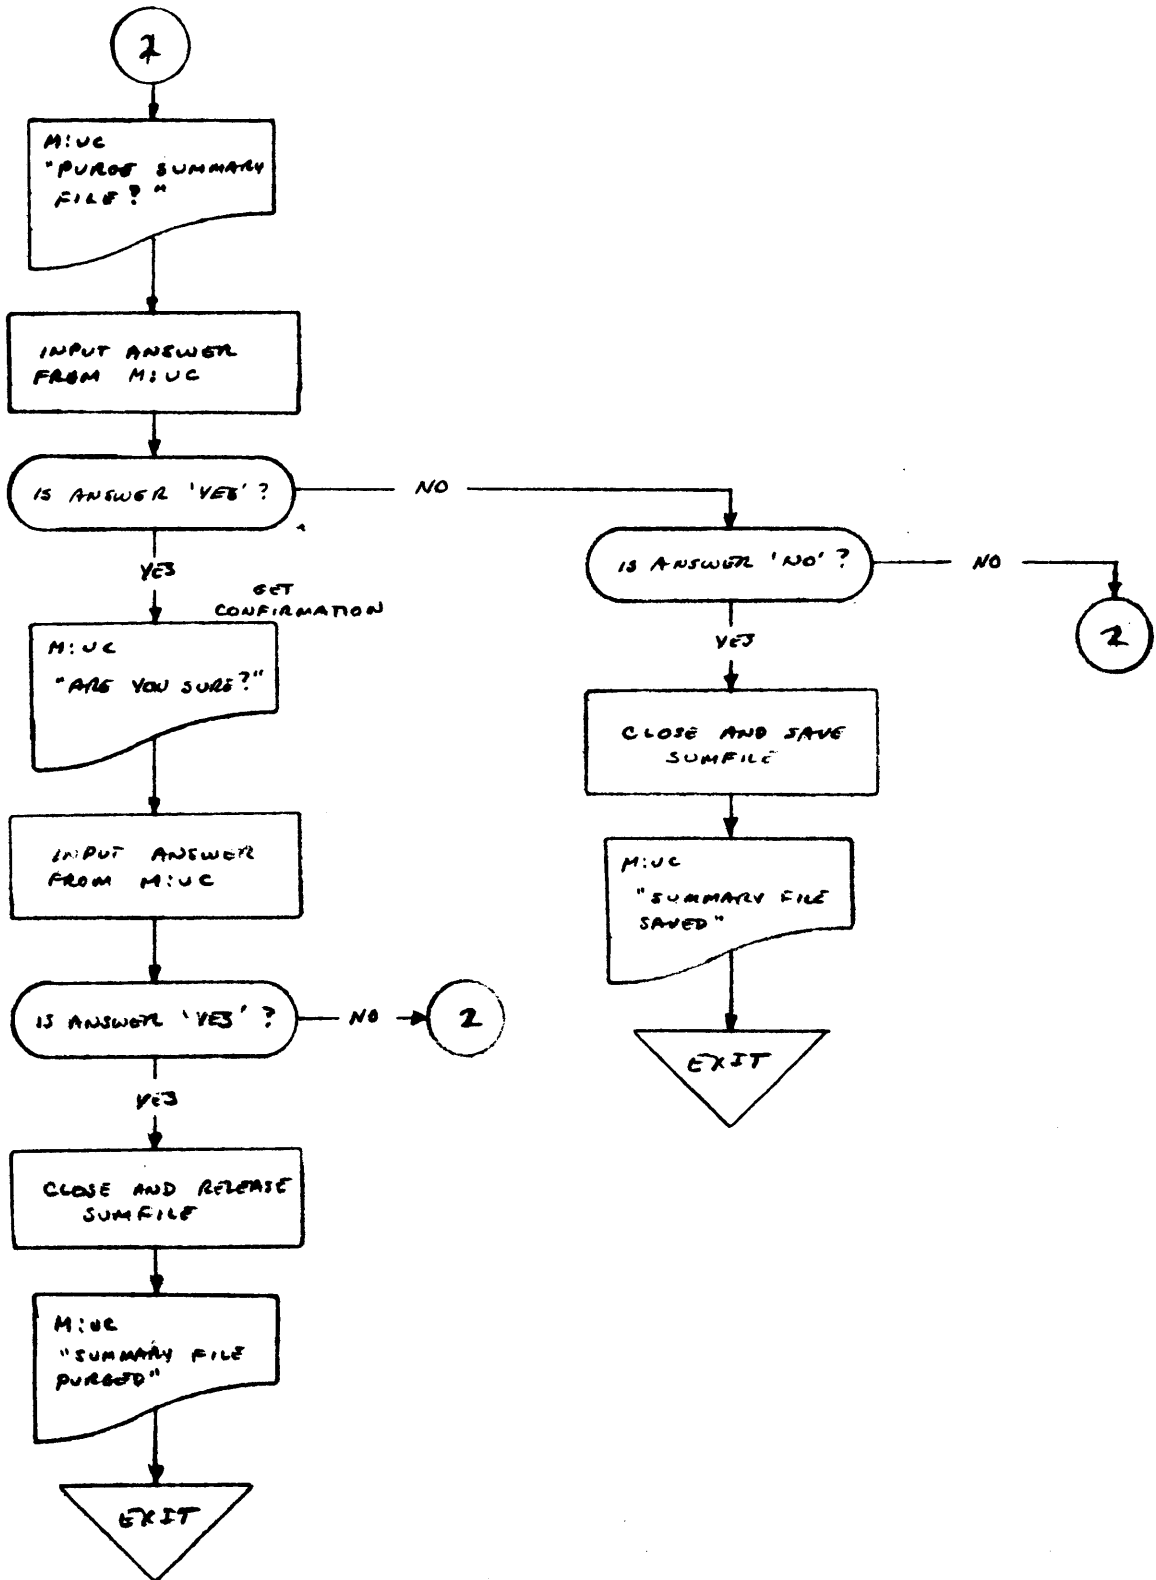 2
M:UC
"PURGE SUMMARY
FILE?"
INPUT ANSWER
FROM M:UC
IS ANSWER 'YES'?
NO
YES
GET
CONFIRMATION
M:UC
"ARE YOU SURE?"
INPUT ANSWER
FROM M:UC
IS ANSWER 'YES'?
NO
2
YES
CLOSE AND RELEASE
SUMFILE
M:UC
"SUMMARY FILE
PURGED"
EXIT
IS ANSWER 'NO'?
NO
2
YES
CLOSE AND SAVE
SUMFILE
M:UC
"SUMMARY FILE
SAVED"
EXIT